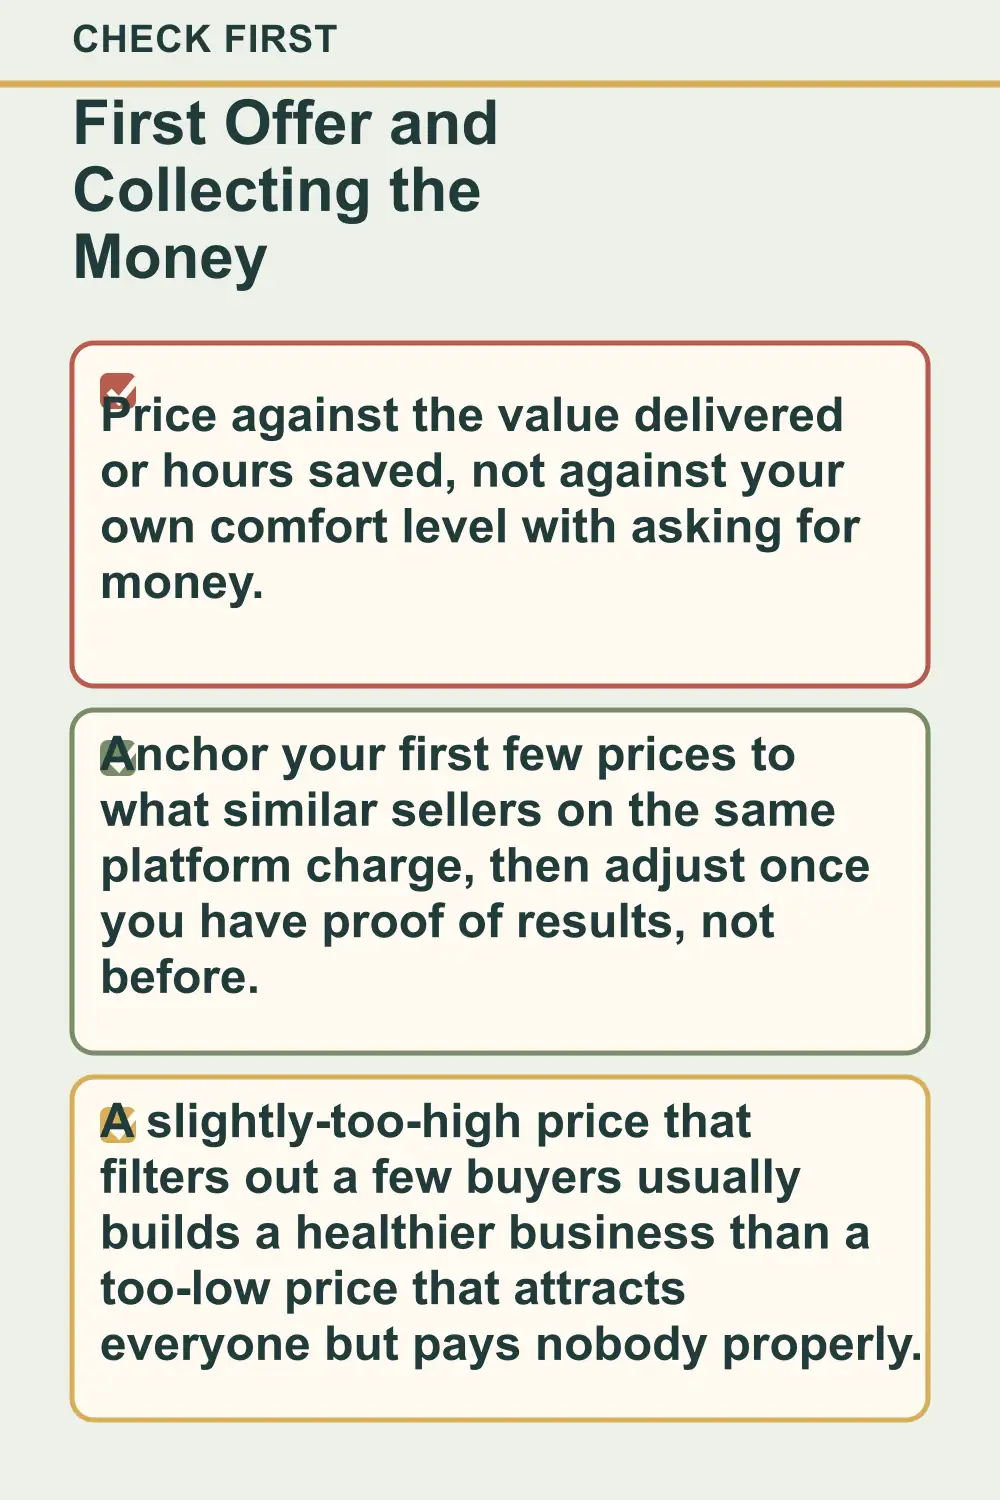 CHECK FIRST
First Offer and
Collecting the
Money
Price against the value delivered
or hours saved, not against your
own comfort level with asking for
money.
Anchor your first few prices to
what similar sellers on the same
platform charge, then adjust once
you have proof of results, not
before.
A slightly-too-high price that
filters out a few buyers usually
builds a healthier business than a
too-low price that attracts
everyone but pays nobody properly.